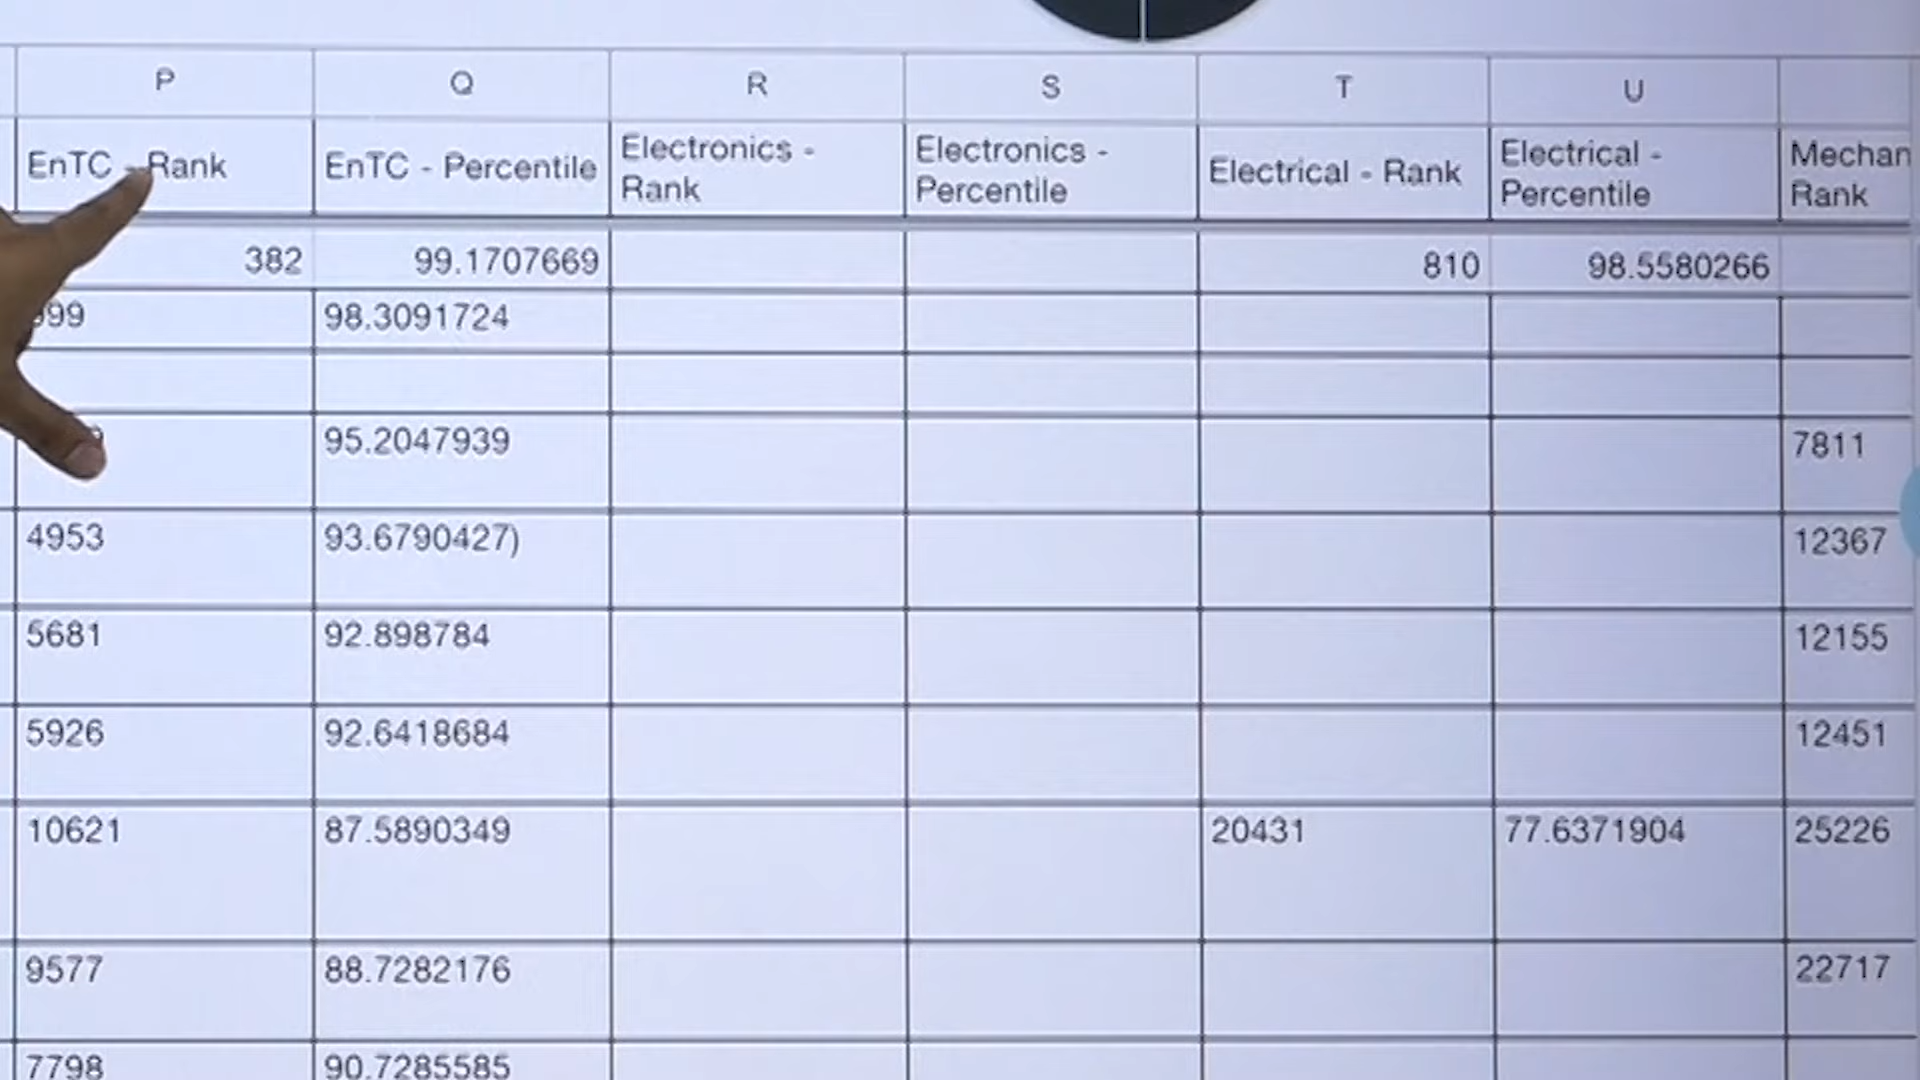 P Q R S T U
EnTC - Rank EnTC - Percentile Electronics - Rank Electronics - Percentile Electrical - Rank Electrical - Percentile Rank
382 99.1707669 810 98.5580266
98.3091724
95.2047939 7811
4953 93.6790427) 12367
5681 92.898784 12155
5926 92.6418684 12451
10621 87.5890349 20431 77.6371904 25226
9577 88.7282176 22717
7798 90.7285585